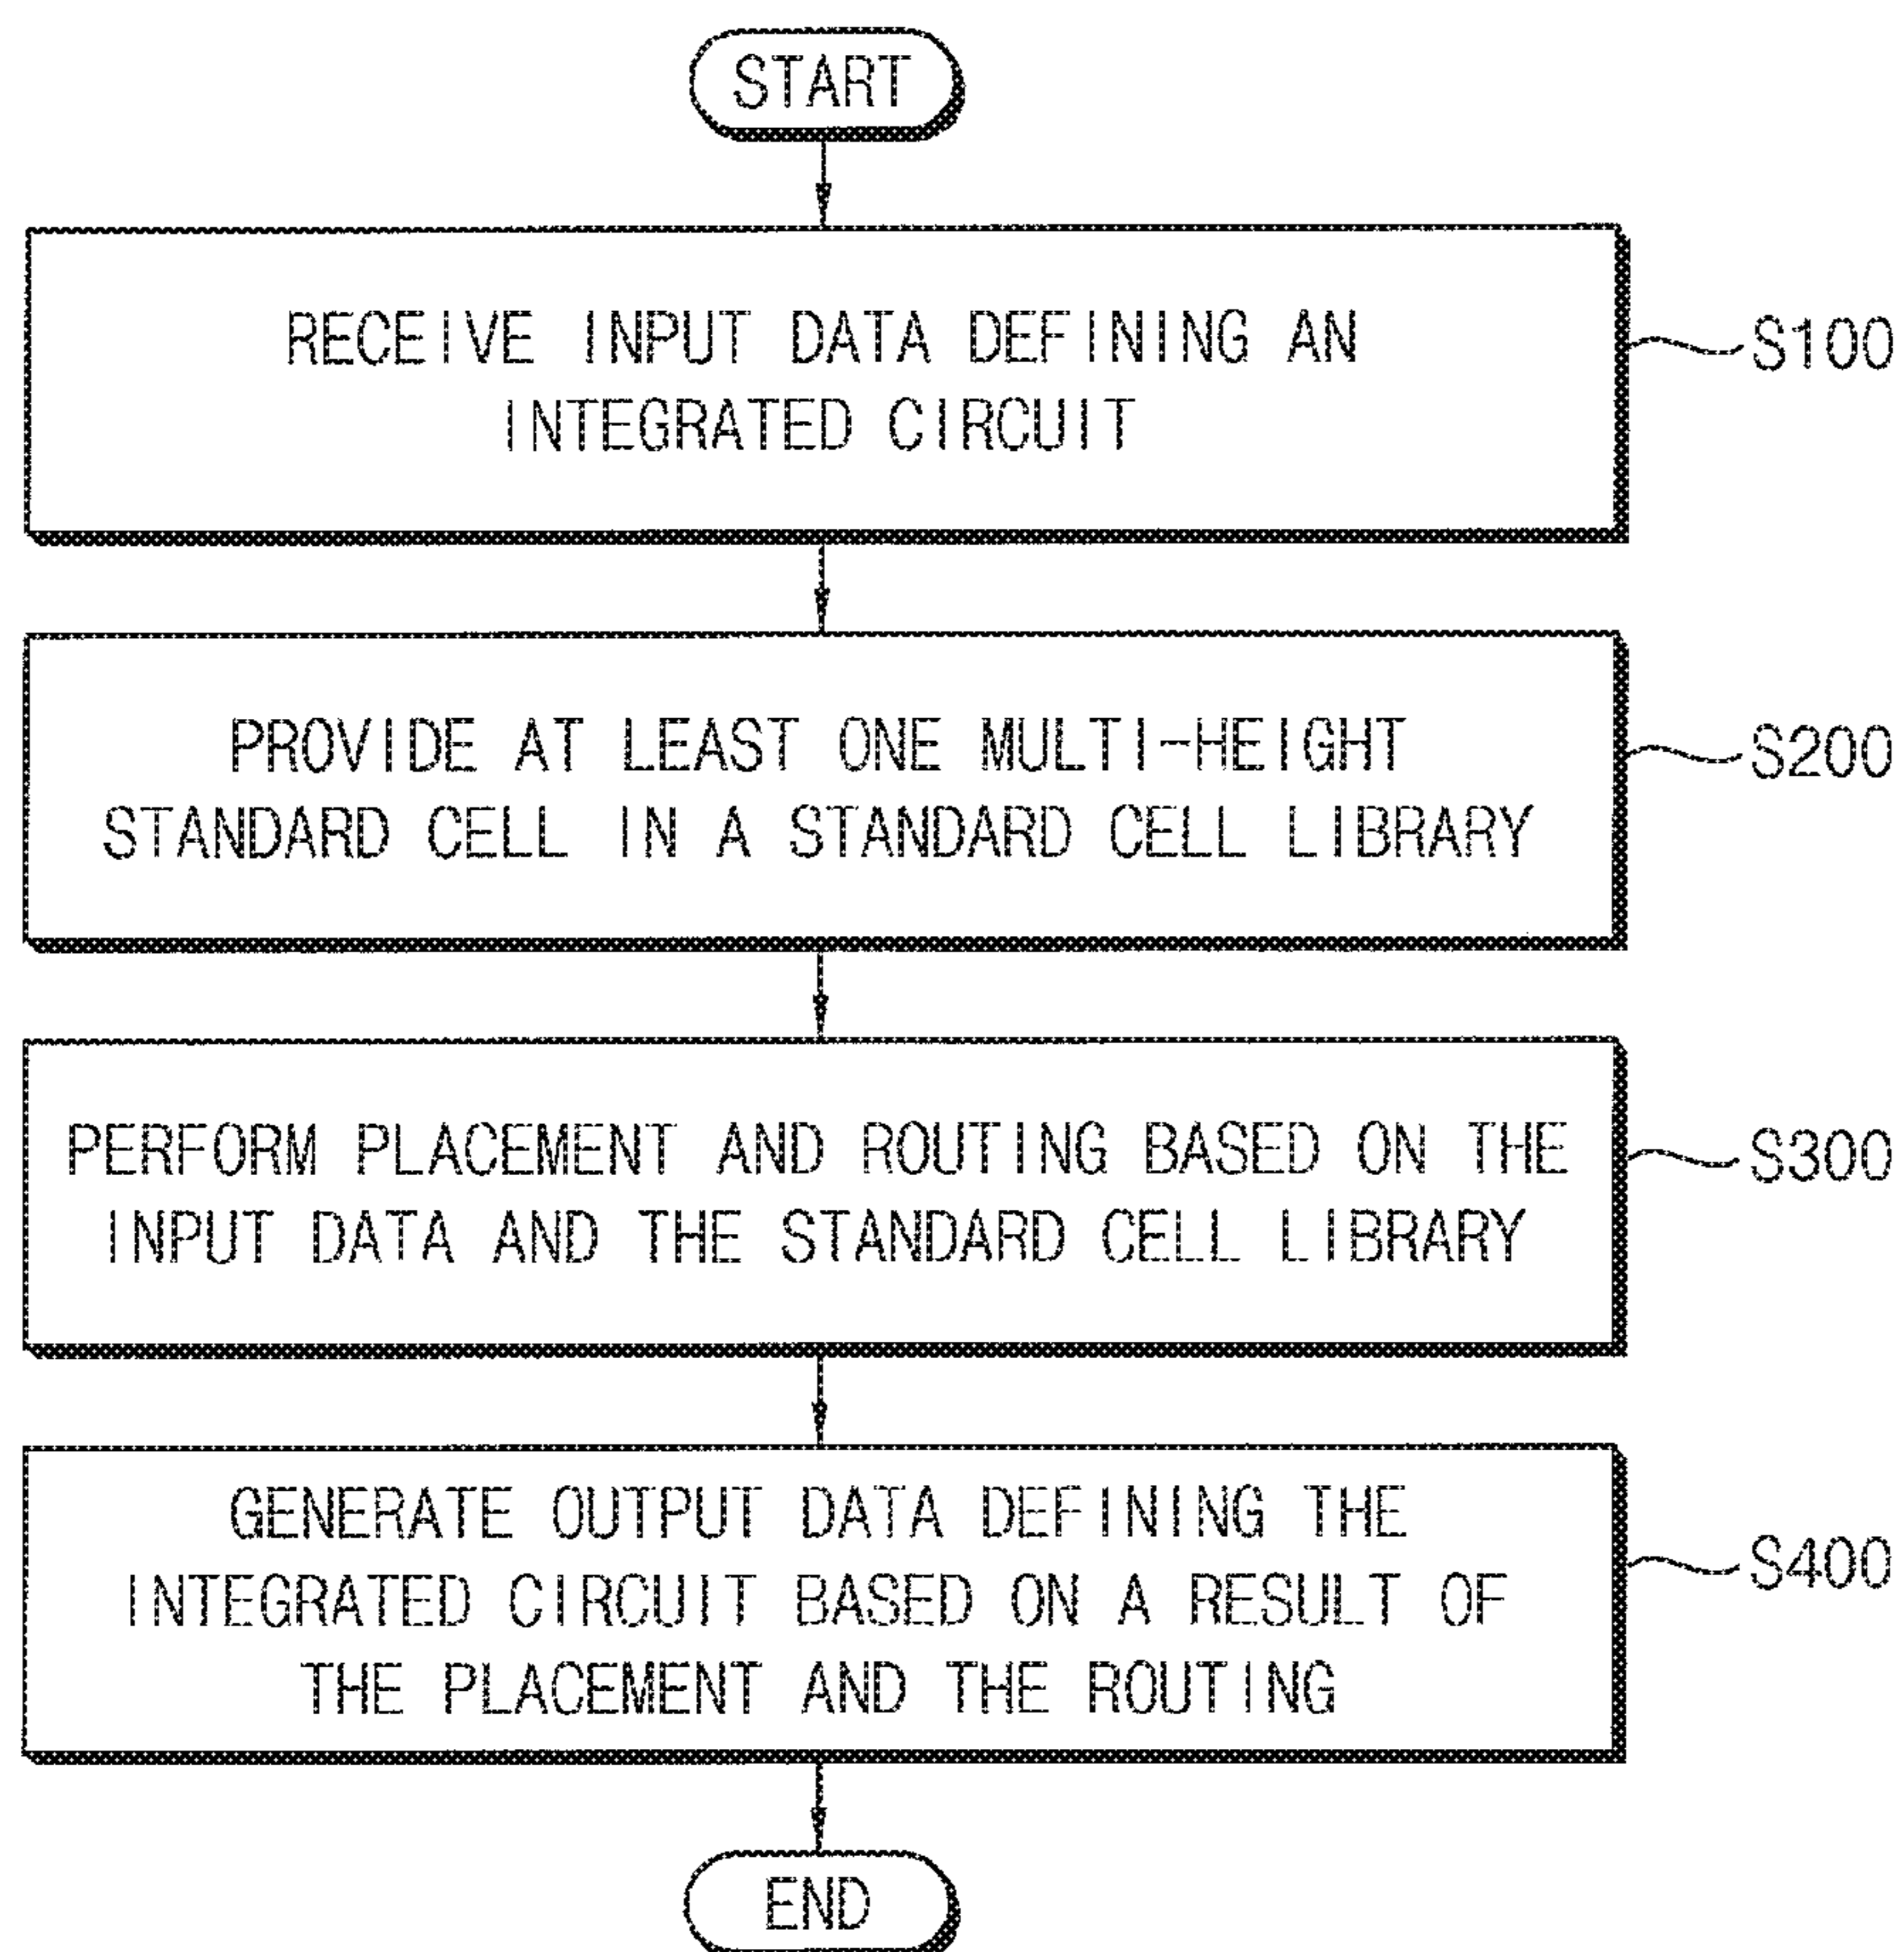 START
RECEIVE INPUT DATA DEFINING AN
INTEGRATED CIRCUIT
S100
PROVIDE AT LEAST ONE MULTI-HEIGHT
STANDARD CELL IN A STANDARD CELL LIBRARY
S200
PERFORM PLACEMENT AND ROUTING BASED ON THE
INPUT DATA AND THE STANDARD CELL LIBRARY
S300
GENERATE OUTPUT DATA DEFINING THE
INTEGRATED CIRCUIT BASED ON A RESULT OF
THE PLACEMENT AND THE ROUTING
S400
END